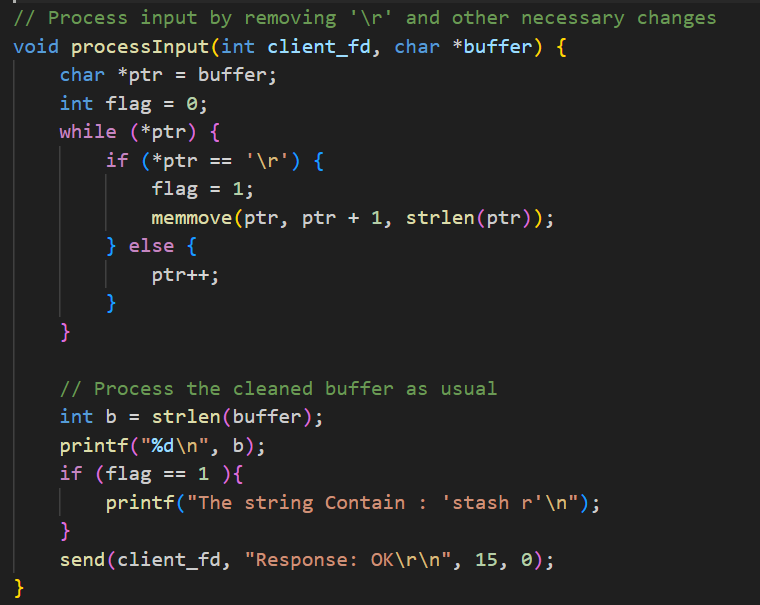 // Process input by removing '\r' and other necessary changes
void processInput(int client_fd, char *buffer) {
    char *ptr = buffer;
    int flag = 0;
    while (*ptr) {
        if (*ptr == '\r') {
            flag = 1;
            memmove(ptr, ptr + 1, strlen(ptr));
        } else {
            ptr++;
        }
    }

    // Process the cleaned buffer as usual
    int b = strlen(buffer);
    printf("%d\n", b);
    if (flag == 1 ){
        printf("The string Contain : 'stash r'\n");
    }
    send(client_fd, "Response: OK\r\n", 15, 0);
}